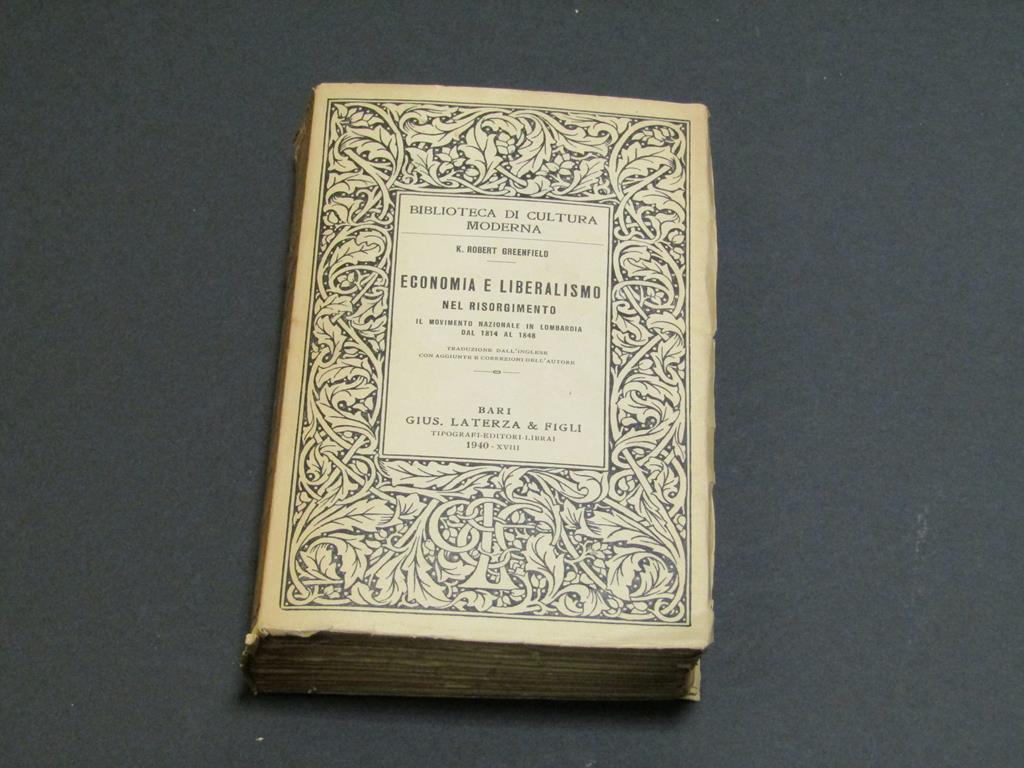 BIBLIOTECA DI CULTURA
MODERNA
K. ROBERT GREENFIELD
ECONOMIA E LIBERALISMO
NEL RISORGIMENTO
IL MOVIMENTO NAZIONALE IN LOMBARDIA
DAL 1814 AL 1848
TRADUZIONE DALL'INGLESE
CON AGGIUNTE E CORREZIONI DELL'AUTORE
BARI
GIUS. LATERZA & FIGLI
TIPOGRAFI-EDITORI-LIBRAI
1940 - XVIII